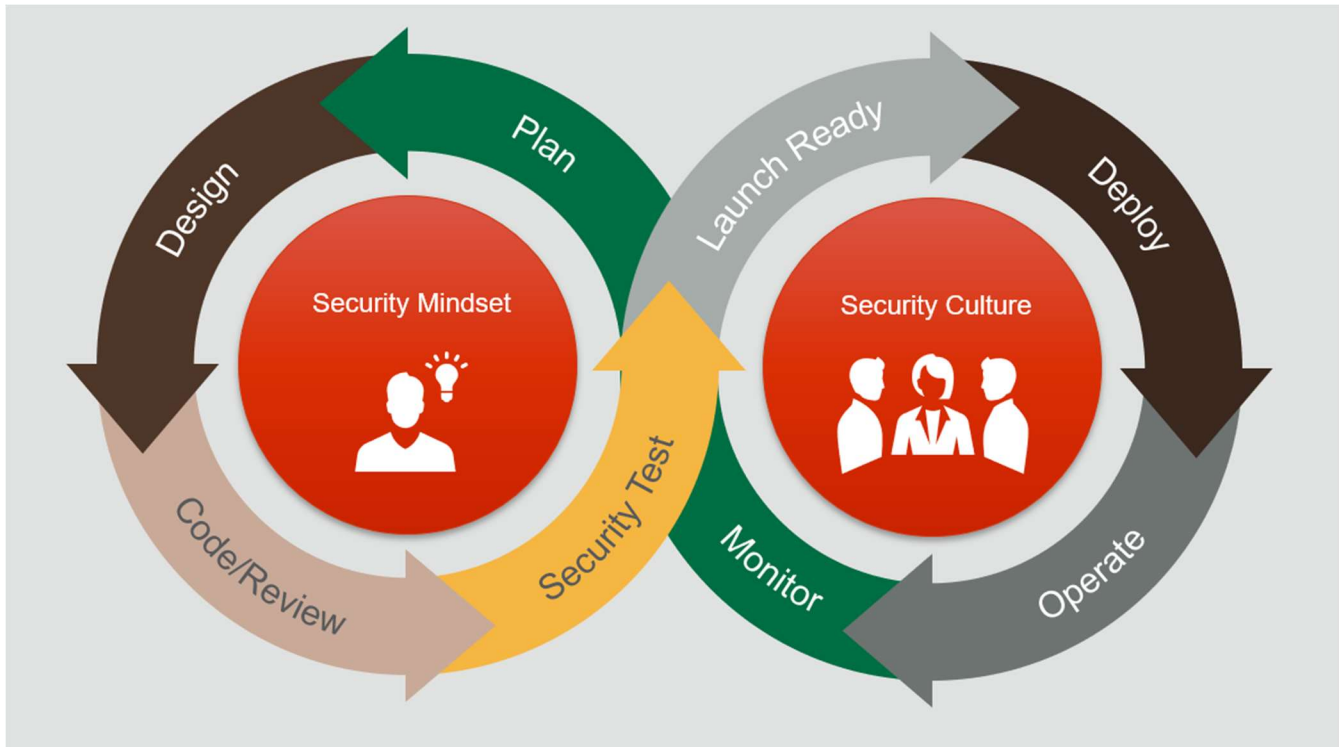 Plan
Launch Ready
Design
Deploy
Security Mindset
Security Culture
Code/Review
Security Test
Monitor
Operate